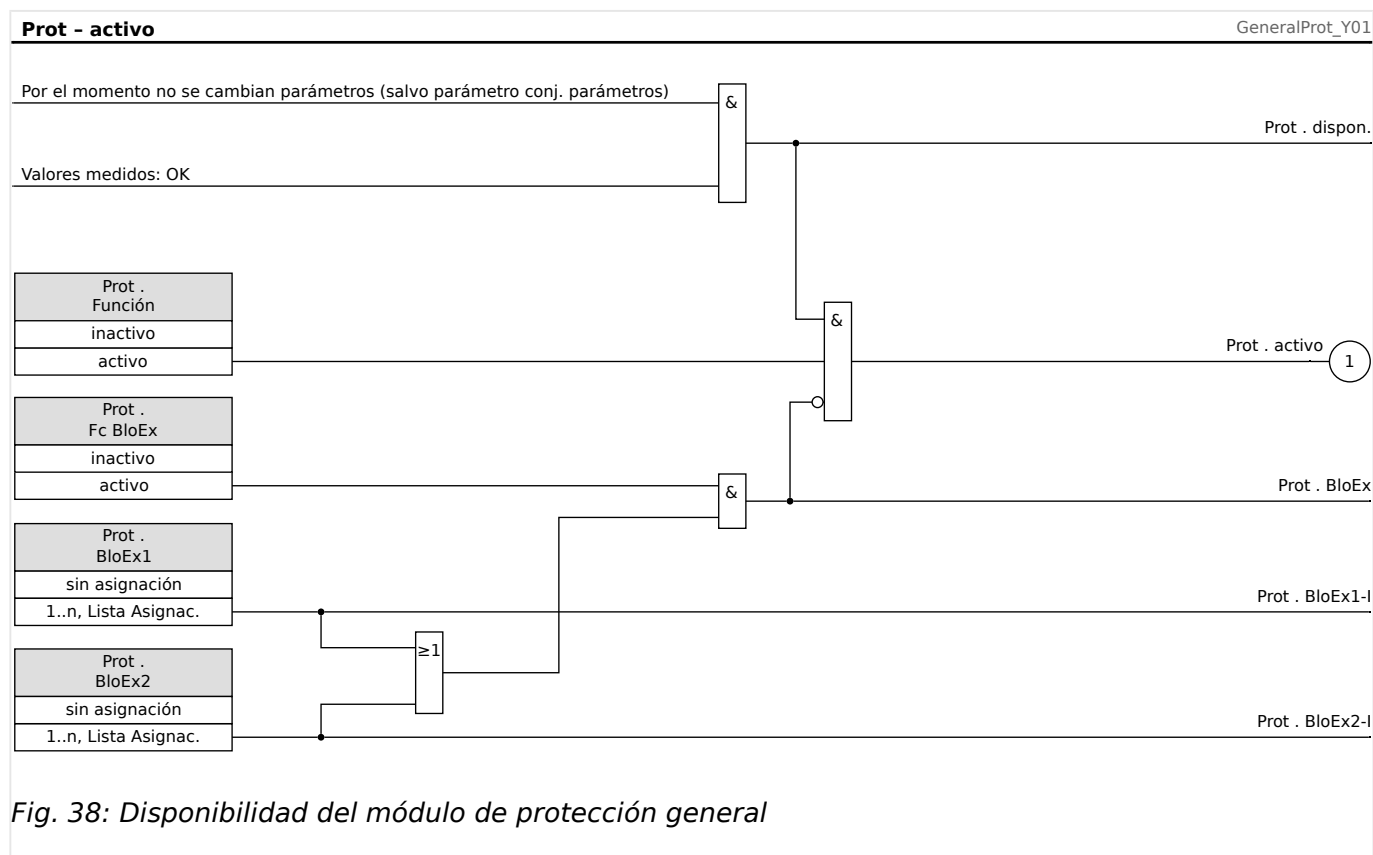 Prot – activo
GeneralProt_Y01
Por el momento no se cambian parámetros (salvo parámetro conj. parámetros)
&
Prot . dispon.
Valores medidos: OK
Prot .
Función
inactivo
activo
&
Prot . activo
1
Prot .
Fc BloEx
inactivo
activo
&
Prot . BloEx
Prot .
BloEx1
sin asignación
1..n, Lista Asignac.
Prot . BloEx1-I
≥1
Prot .
BloEx2
sin asignación
1..n, Lista Asignac.
Prot . BloEx2-I
Fig. 38: Disponibilidad del módulo de protección general